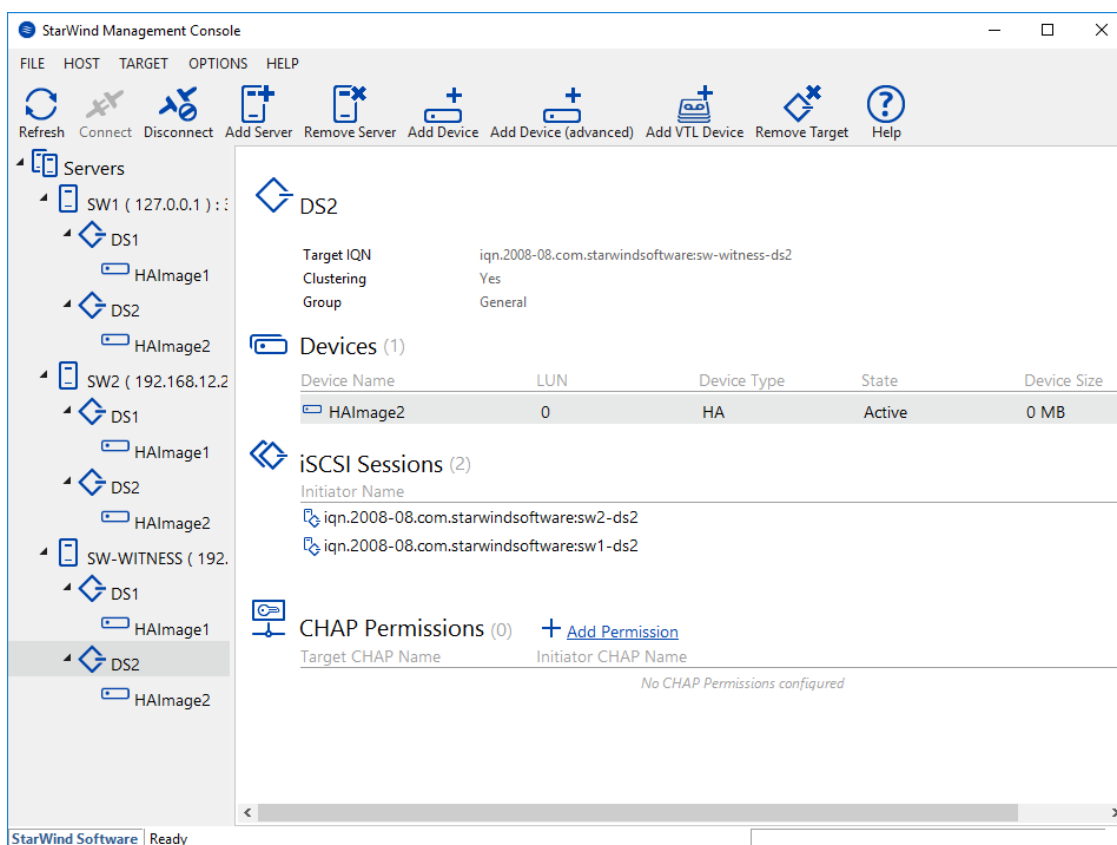 StarWind Management Console
FILE HOST TARGET OPTIONS HELP
Refresh Connect Disconnect Add Server Remove Server Add Device Add Device (advanced) Add VTL Device Remove Target Help
Servers
SW1 ( 127.0.0.1 ) : 3
DS1
HAImage1
DS2
HAImage2
SW2 ( 192.168.12.2
DS1
HAImage1
DS2
HAImage2
SW-WITNESS ( 192.
DS1
HAImage1
DS2
HAImage2
DS2
Target IQN iqn.2008-08.com.starwindsoftware:sw-witness-ds2
Clustering Yes
Group General
Devices (1)
Device Name LUN Device Type State Device Size
HAImage2 0 HA Active 0 MB
iSCSI Sessions (2)
Initiator Name
iqn.2008-08.com.starwindsoftware:sw2-ds2
iqn.2008-08.com.starwindsoftware:sw1-ds2
CHAP Permissions (0) Add Permission
Target CHAP Name Initiator CHAP Name
No CHAP Permissions configured
StarWind Software Ready